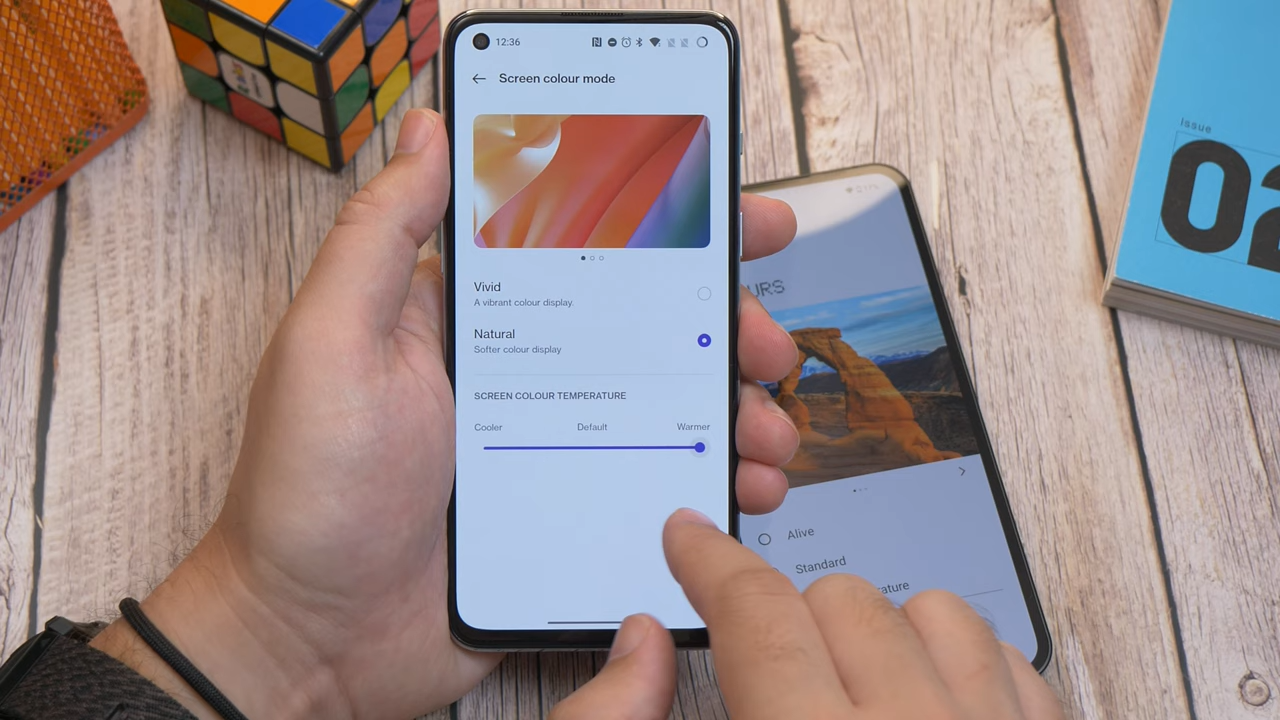 12:36
Screen colour mode
Vivid
A vibrant colour display.
Natural
Softer colour display
SCREEN COLOUR TEMPERATURE
Cooler Default Warmer
URS
Alive
Standard
rature
Issue
02